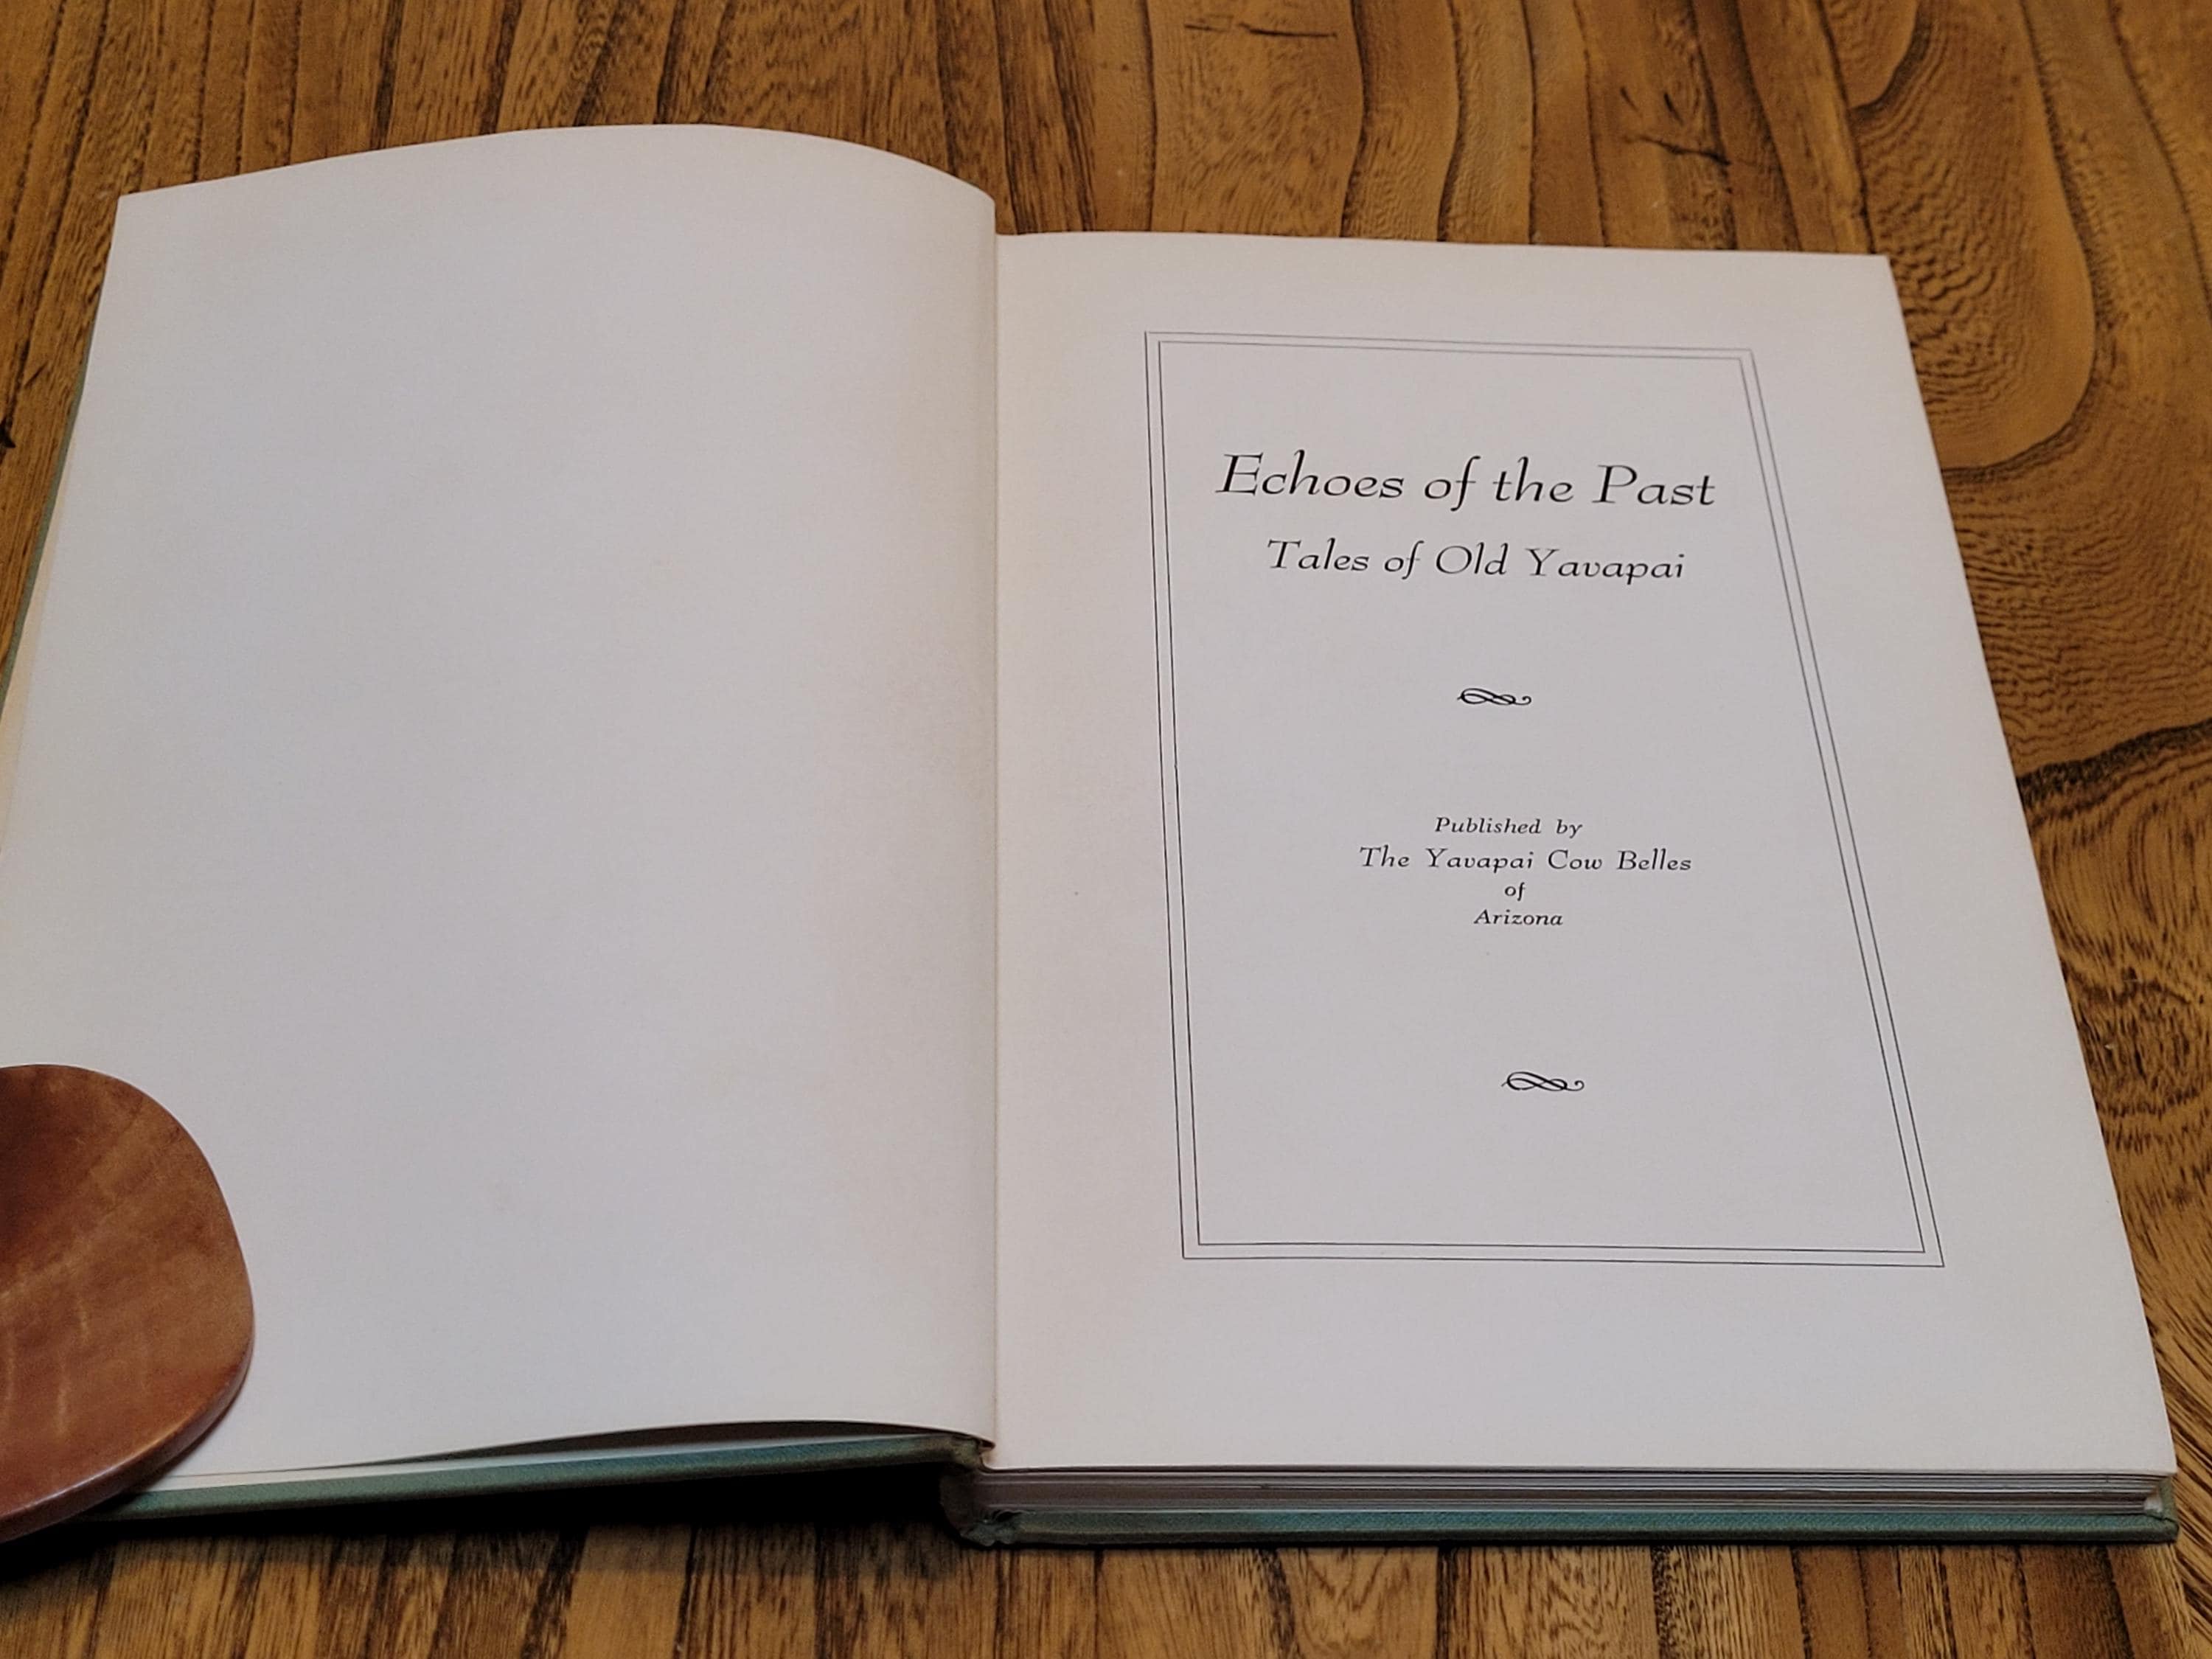 Echoes of the Past
Tales of Old Yavapai
Published by
The Yavapai Cow Belles
of
Arizona